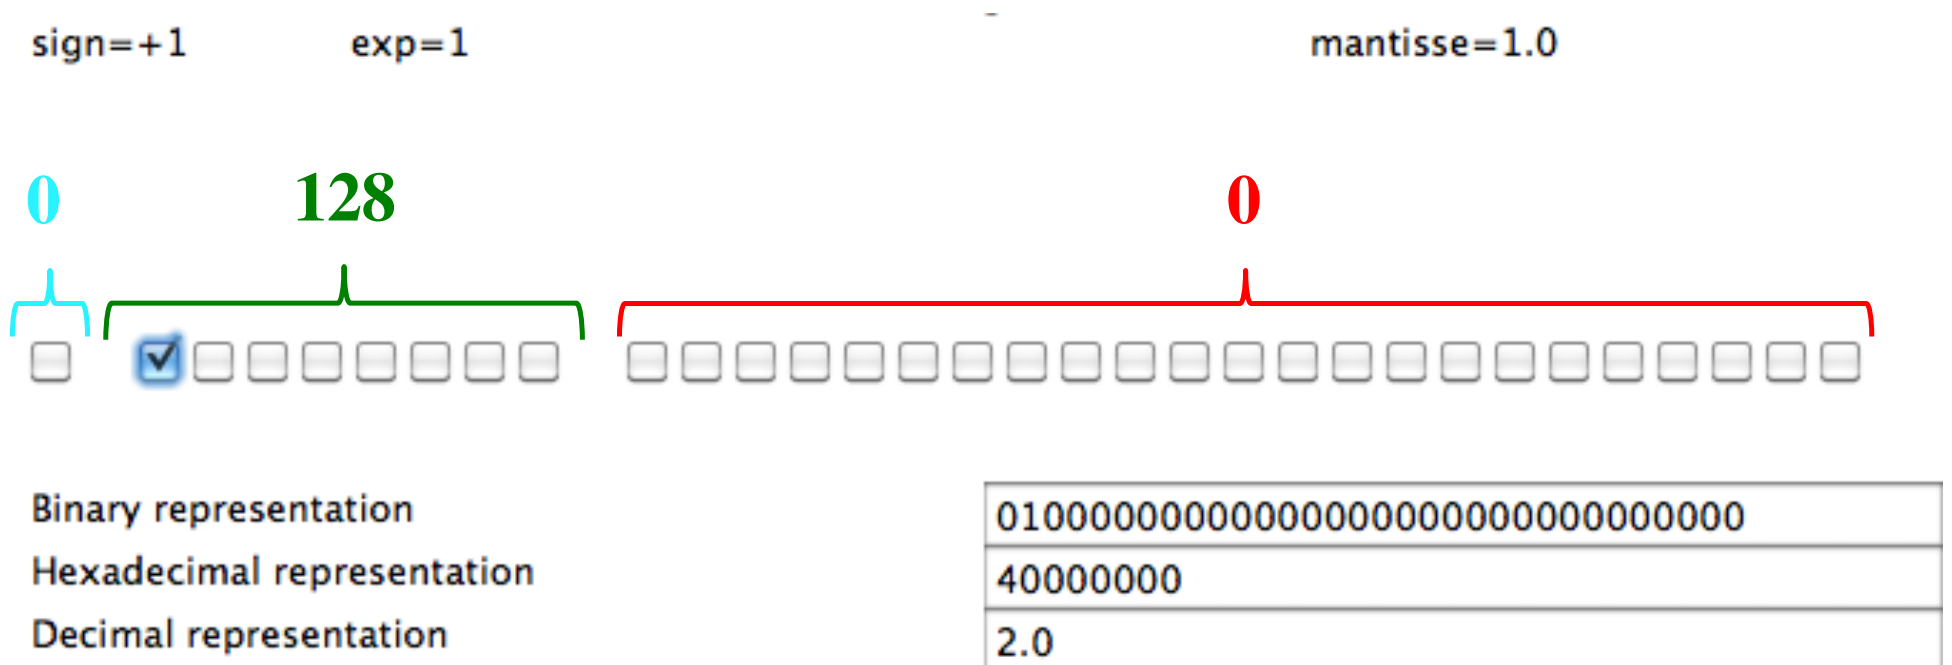 sign=+1 exp=1 mantisse=1.0
0 128 0
Binary representation 01000000000000000000000000000000
Hexadecimal representation 40000000
Decimal representation 2.0